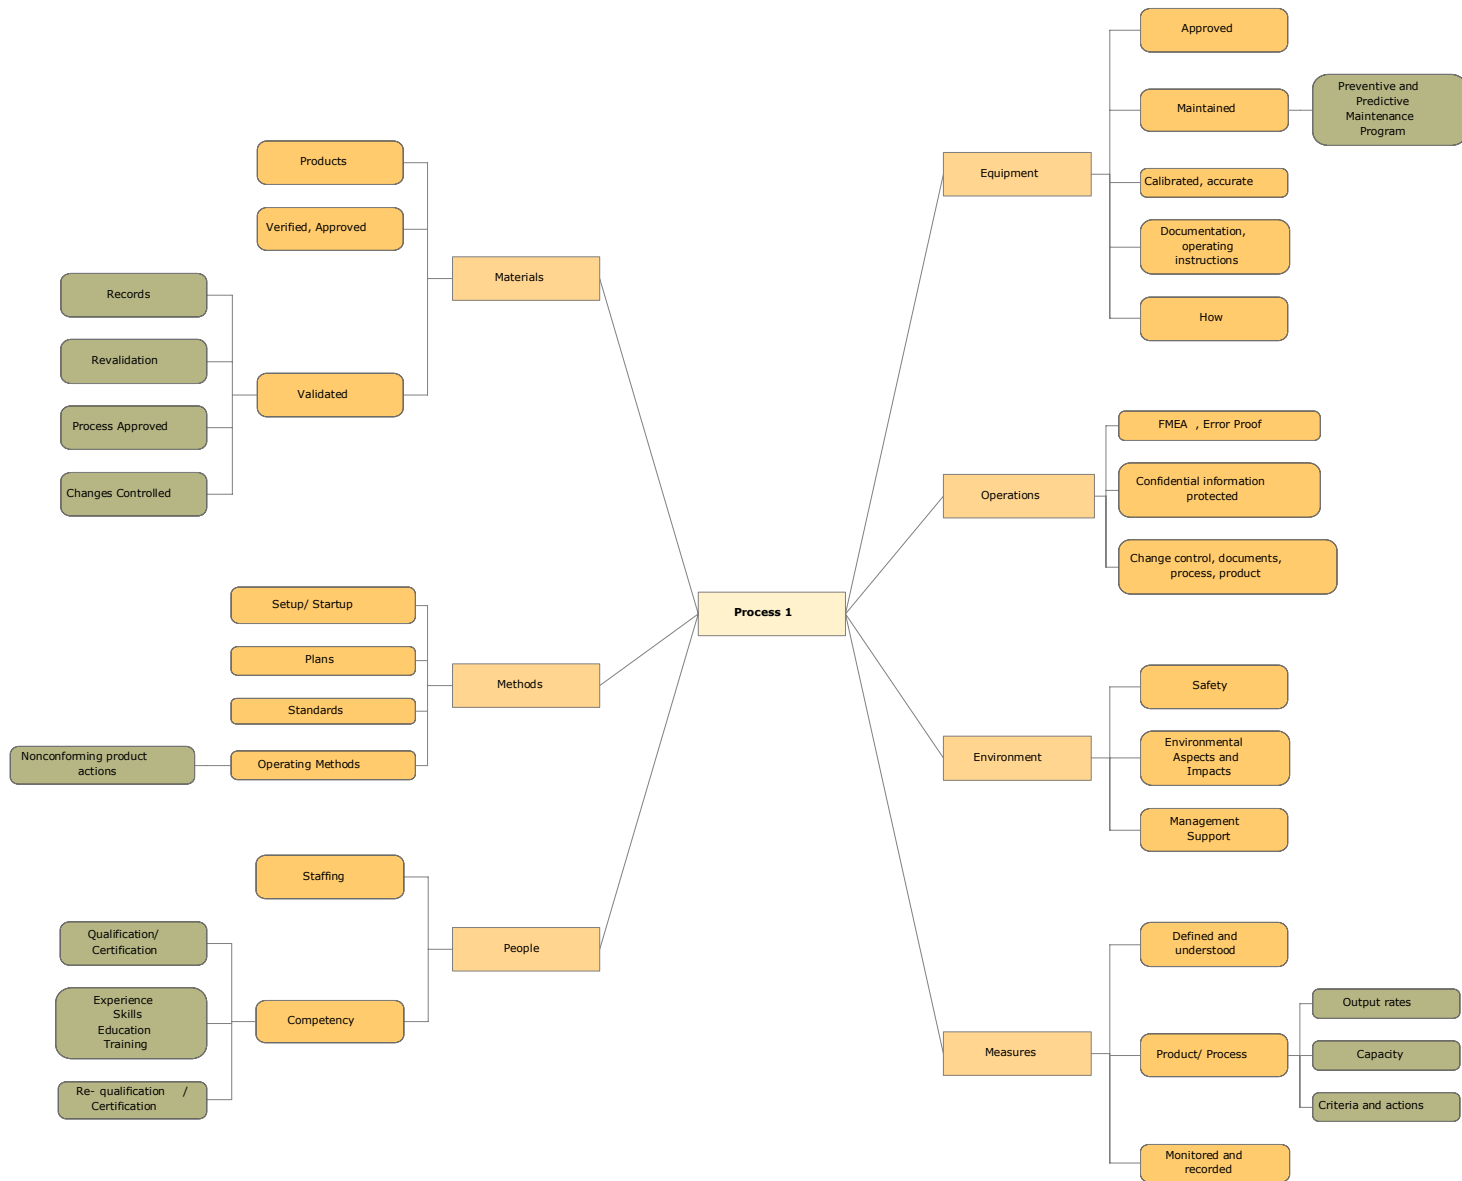 Process 1
Materials
Products
Verified, Approved
Validated
Records
Revalidation
Process Approved
Changes Controlled
Methods
Setup/ Startup
Plans
Standards
Operating Methods
Nonconforming product
actions
People
Staffing
Competency
Qualification/
Certification
Experience
Skills
Education
Training
Re- qualification /
Certification
Equipment
Approved
Maintained
Preventive and
Predictive
Maintenance
Program
Calibrated, accurate
Documentation,
operating
instructions
How
Operations
FMEA , Error Proof
Confidential information
protected
Change control, documents,
process, product
Environment
Safety
Environmental
Aspects and
Impacts
Management
Support
Measures
Defined and
understood
Product/ Process
Output rates
Capacity
Criteria and actions
Monitored and
recorded